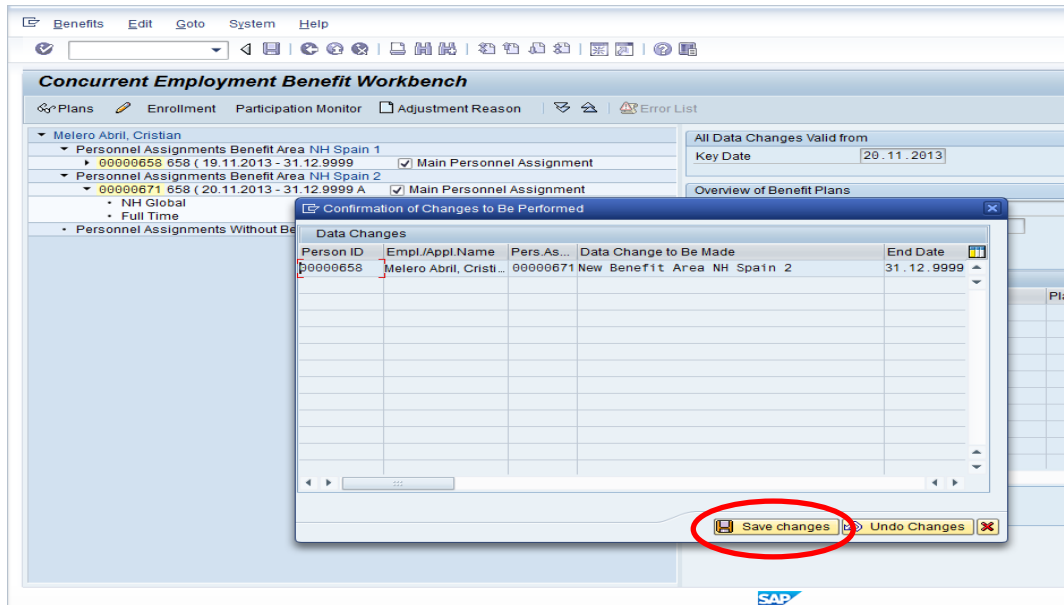 Benefits Edit Goto System Help
Concurrent Employment Benefit Workbench
Plans Enrollment Participation Monitor Adjustment Reason Error List
Melero Abril, Cristian
Personnel Assignments Benefit Area NH Spain 1
00000658 658 ( 19.11.2013 - 31.12.9999 Main Personnel Assignment
Personnel Assignments Benefit Area NH Spain 2
00000671 658 ( 20.11.2013 - 31.12.9999 A Main Personnel Assignment
NH Global
Full Time
Personnel Assignments Without Be
All Data Changes Valid from
Key Date 20.11.2013
Overview of Benefit Plans
Pla
Confirmation of Changes to Be Performed
Data Changes
Person ID Empl./Appl.Name Pers.As... Data Change to Be Made End Date
00000658 Melero Abril, Cristi... 00000671 New Benefit Area NH Spain 2 31.12.9999
Save changes Undo Changes
SAP